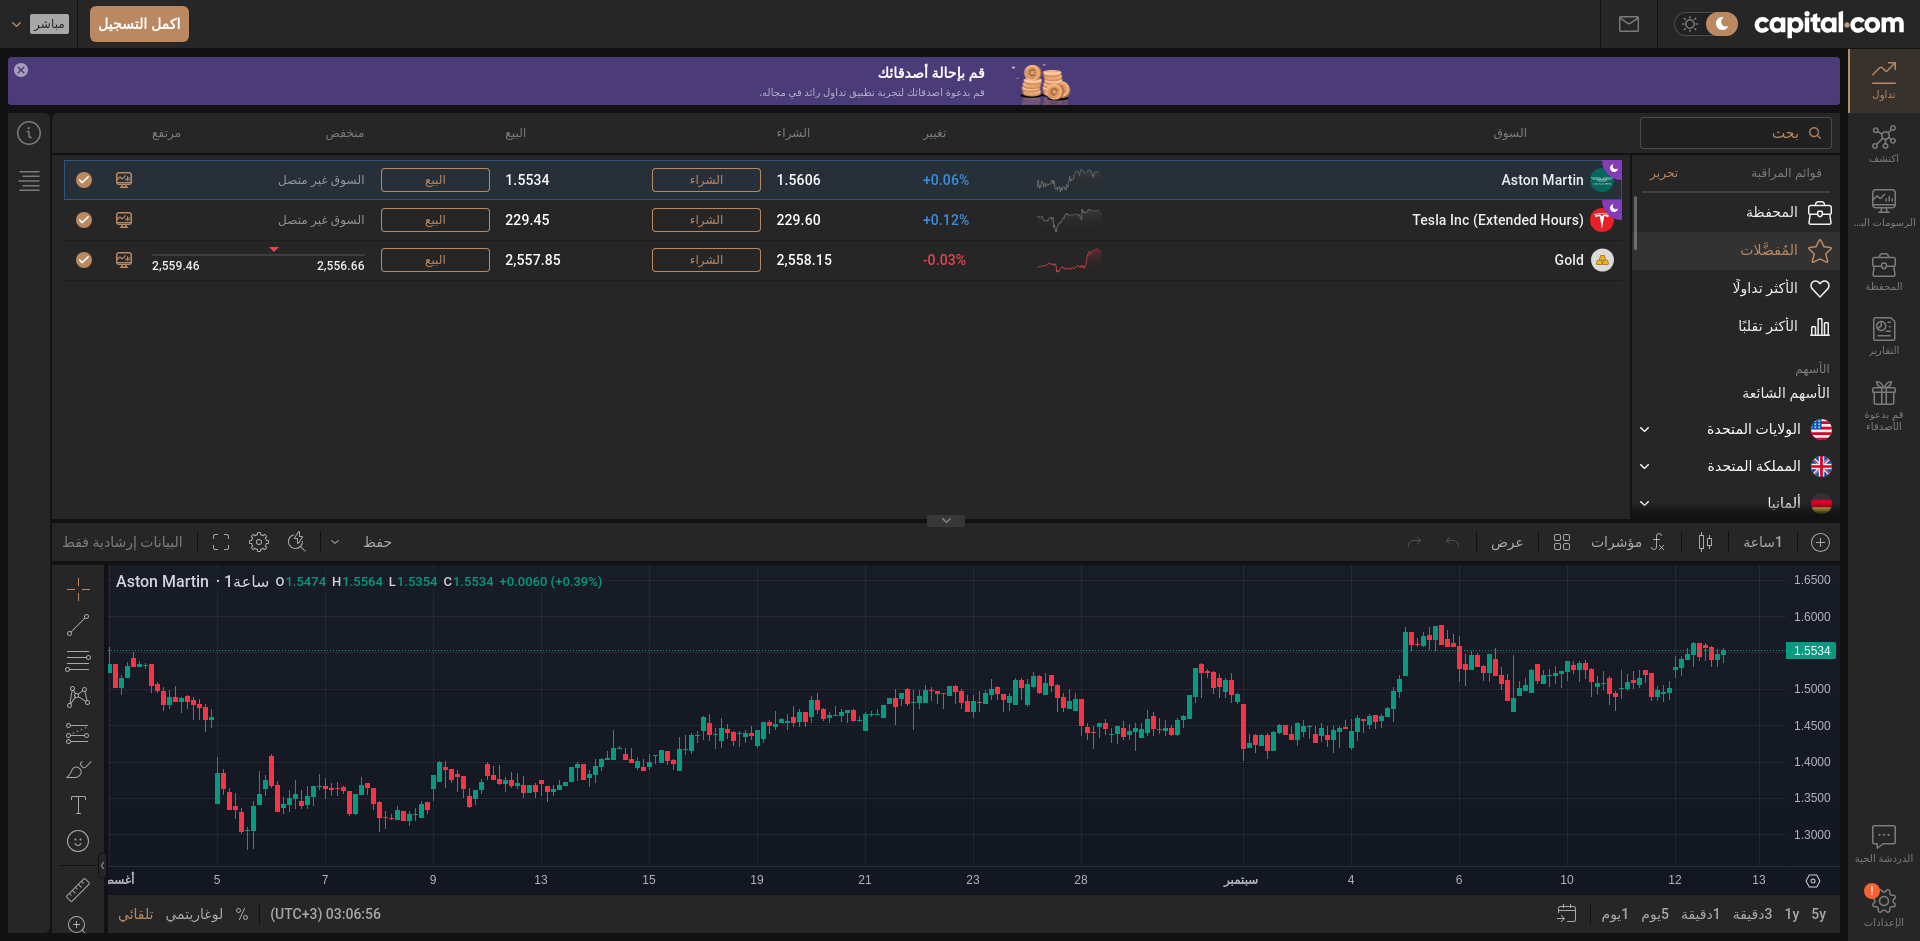 capital.com
اكمل التسجيل
مباشر
قم بإحالة أصدقائك
قم بدعوة اصدقائك لتجربة تطبيق تداول رائد في مجاله.
تداول
اكتشف
الرسومات البـ...
المحفظة
التقارير
قم بدعوة
الأصدقاء
الدردشة الحية
الإعدادات
بحث
السوق
تغيير
الشراء
البيع
منخفض
مرتفع
قوائم المراقبة
تحرير
المحفظة
المُفضَّلات
الأكثر تداولًا
الأكثر تقلبًا
الأسهم
الأسهم الشائعة
الولايات المتحدة
المملكة المتحدة
ألمانيا
Aston Martin +0.06% 1.5606 الشراء 1.5534 البيع السوق غير متصل
Tesla Inc (Extended Hours) +0.12% 229.60 الشراء 229.45 البيع السوق غير متصل
Gold -0.03% 2,558.15 الشراء 2,557.85 البيع 2,556.66 2,559.46
1ساعة
مؤشرات
عرض
حفظ
البيانات إرشادية فقط
Aston Martin · 1ساعة O1.5474 H1.5564 L1.5354 C1.5534 +0.0060 (+0.39%)
1.6500
1.6000
1.5534
1.5000
1.4500
1.4000
1.3500
1.3000
5 7 9 13 15 19 21 23 28 سبتمبر 4 6 10 12 13
تلقائي لوغاريتمي % (UTC+3) 03:06:56
1يوم 5يوم 1دقيقة 3دقيقة 1y 5y